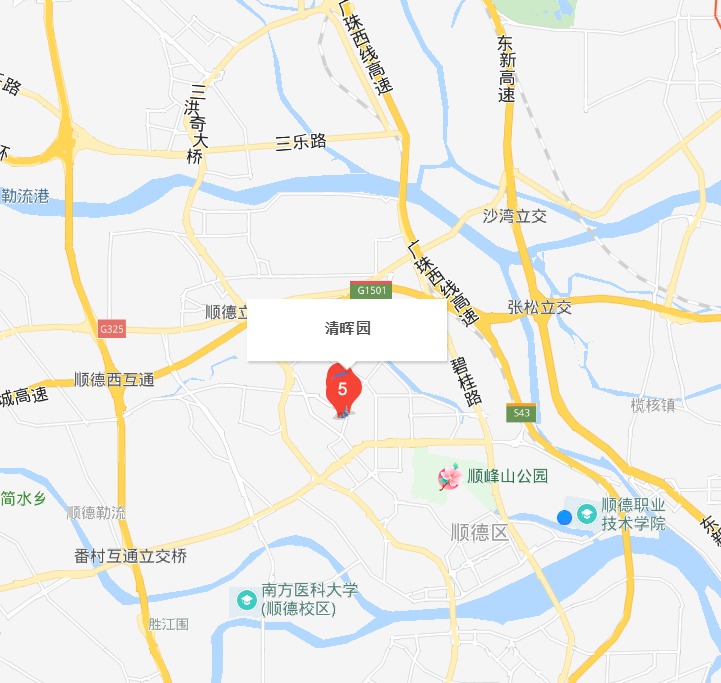 广珠西线高速
东新高速
三洪奇大桥
三乐路
乐路
环
勒流港
沙湾立交
广珠西线高速
G1501
顺德立
张松立交
清晖园
G325
碧桂路
顺德西互通
5
城高速
榄核镇
S43
顺峰山公园
简水乡
顺德勒流
顺德职业
技术学院
东新
顺德区
番村互通立交桥
南方医科大学
(顺德校区)
胜江围